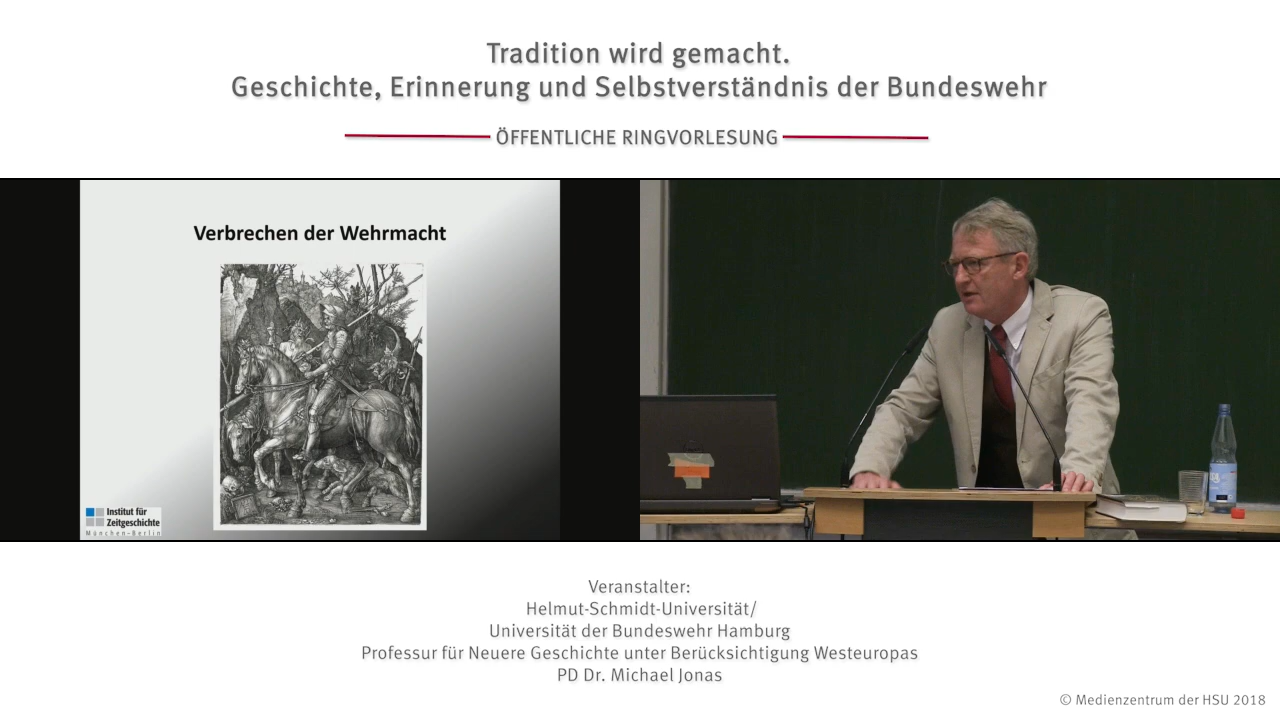 Tradition wird gemacht.
Geschichte, Erinnerung und Selbstverständnis der Bundeswehr
ÖFFENTLICHE RINGVORLESUNG
Verbrechen der Wehrmacht
Institut für
Zeitgeschichte
München-Berlin
Veranstalter:
Helmut-Schmidt-Universität/
Universität der Bundeswehr Hamburg
Professur für Neuere Geschichte unter Berücksichtigung Westeuropas
PD Dr. Michael Jonas
© Medienzentrum der HSU 2018